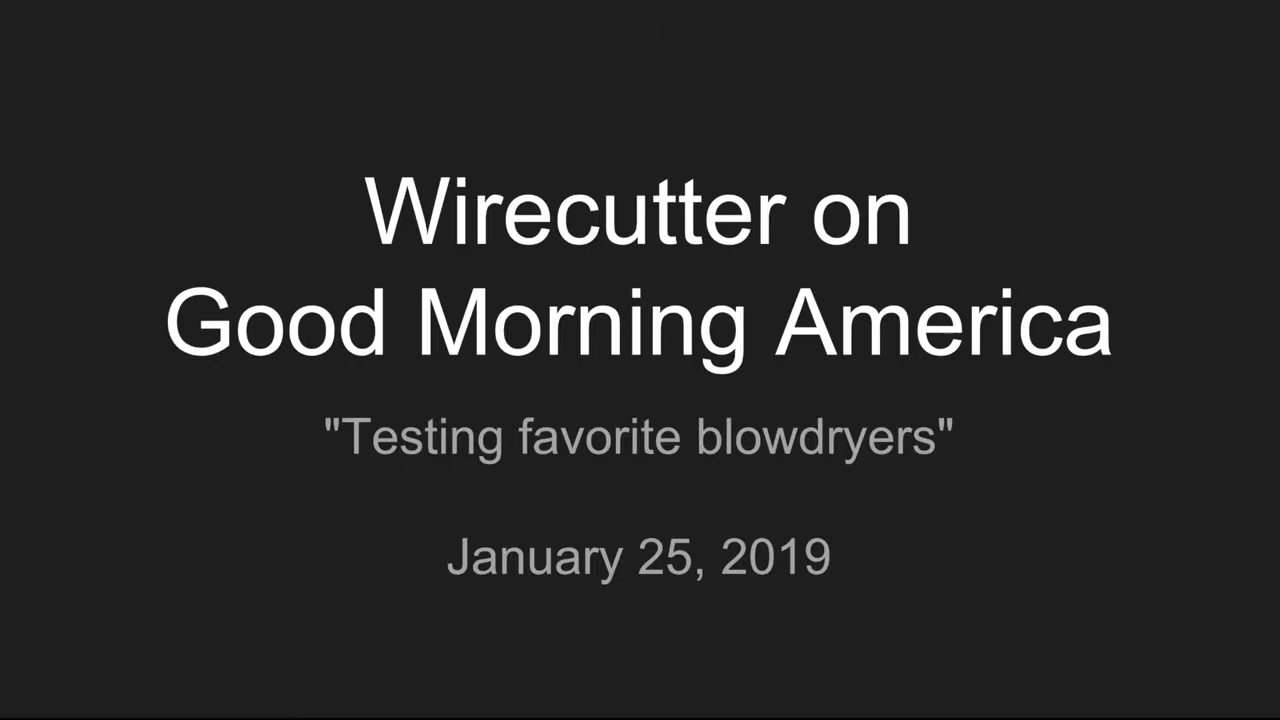 Wirecutter on
Good Morning America
"Testing favorite blowdryers"
January 25, 2019